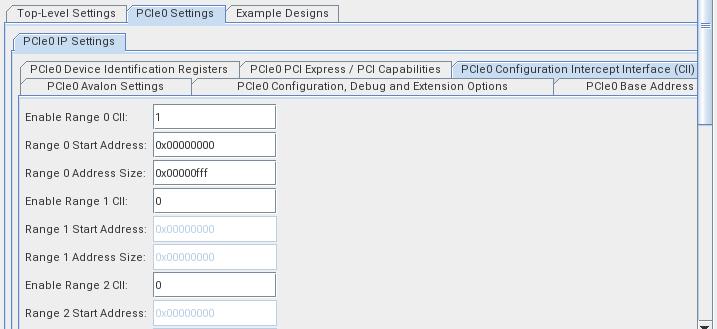 Top-Level Settings PCIe0 Settings Example Designs
PCIe0 IP Settings
PCIe0 Device Identification Registers PCIe0 PCI Express / PCI Capabilities PCIe0 Configuration Intercept Interface (CII)
PCIe0 Avalon Settings PCIe0 Configuration, Debug and Extension Options PCIe0 Base Address
Enable Range 0 CII: 1
Range 0 Start Address: 0x00000000
Range 0 Address Size: 0x00000fff
Enable Range 1 CII: 0
Range 1 Start Address: 0x00000000
Range 1 Address Size: 0x00000000
Enable Range 2 CII: 0
Range 2 Start Address: 0x00000000